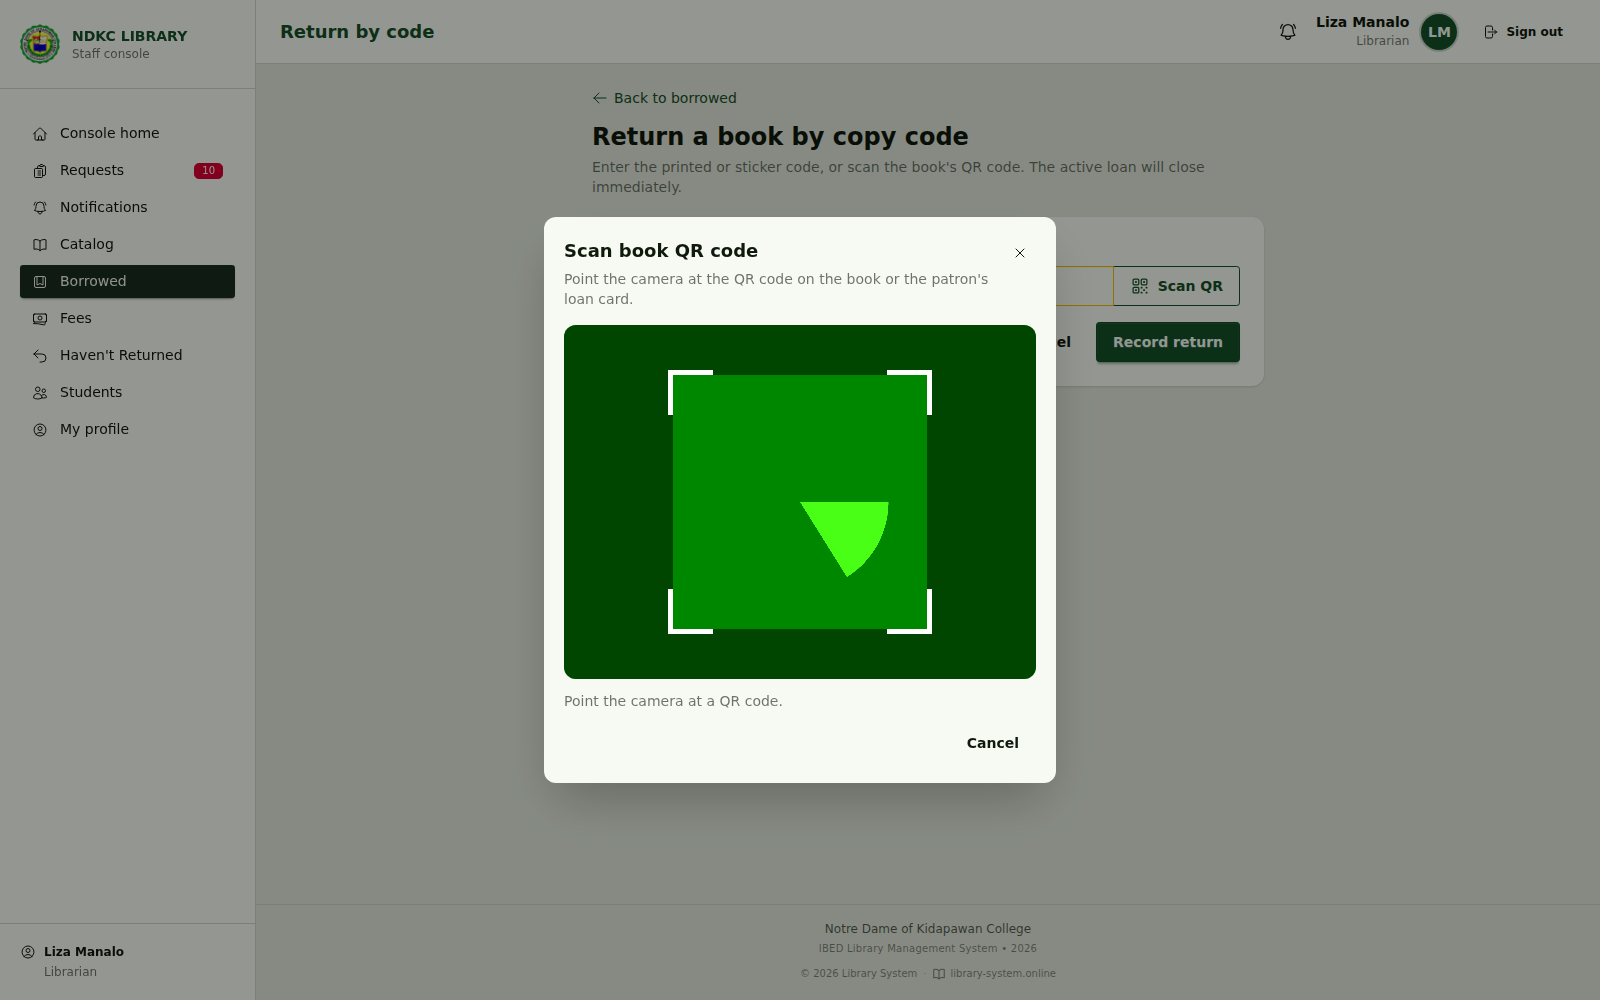 NDKC LIBRARY
Staff console
Console home
Requests
10
Notifications
Catalog
Borrowed
Fees
Haven't Returned
Students
My profile
Liza Manalo
Librarian
Return by code
Liza Manalo
Librarian
LM
Sign out
Back to borrowed
Return a book by copy code
Enter the printed or sticker code, or scan the book's QR code. The active loan will close
immediately.
Scan QR
el
Record return
Scan book QR code
Point the camera at the QR code on the book or the patron's
loan card.
Point the camera at a QR code.
Cancel
Notre Dame of Kidapawan College
IBED Library Management System • 2026
© 2026 Library System · library-system.online